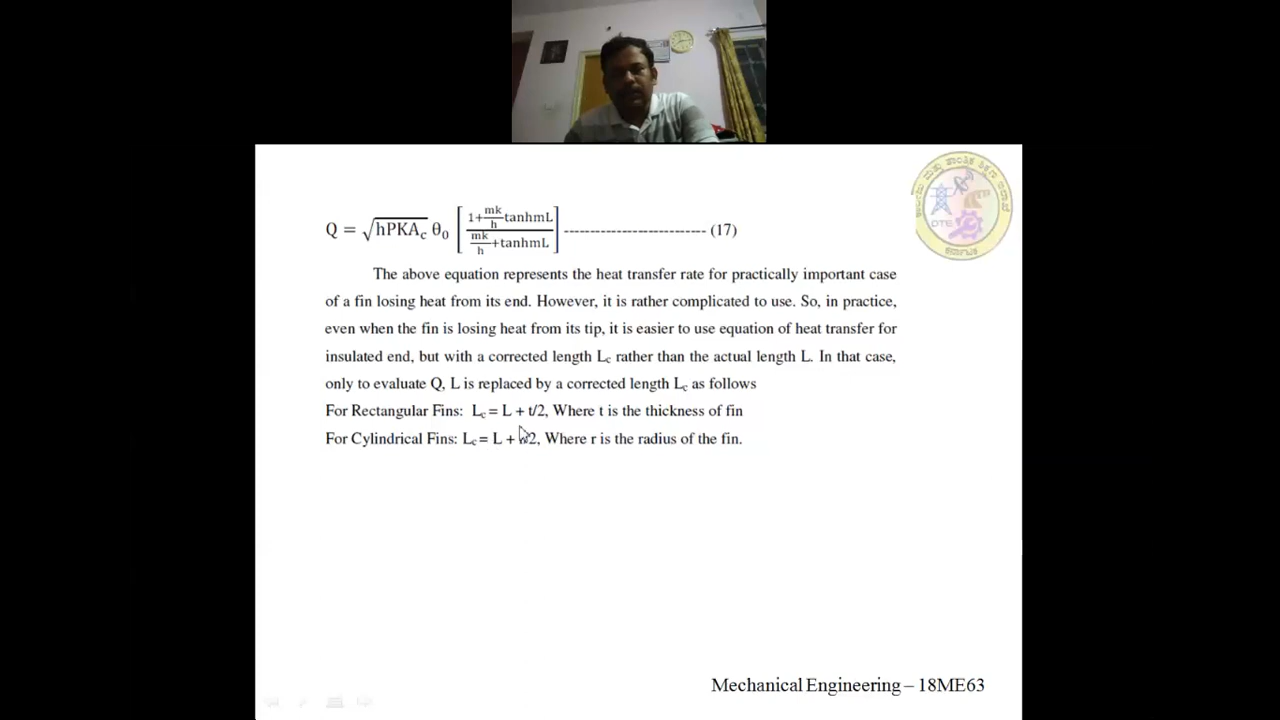 Q = √hPKA_c θ₀ [ (1+ mk/h tanhmL) / (mk/h +tanhmL) ] -------------------------- (17)
The above equation represents the heat transfer rate for practically important case
of a fin losing heat from its end. However, it is rather complicated to use. So, in practice,
even when the fin is losing heat from its tip, it is easier to use equation of heat transfer for
insulated end, but with a corrected length L_c rather than the actual length L. In that case,
only to evaluate Q, L is replaced by a corrected length L_c as follows
For Rectangular Fins: L_c = L + t/2, Where t is the thickness of fin
For Cylindrical Fins: L_c = L + /2, Where r is the radius of the fin.
DTE
Mechanical Engineering – 18ME63